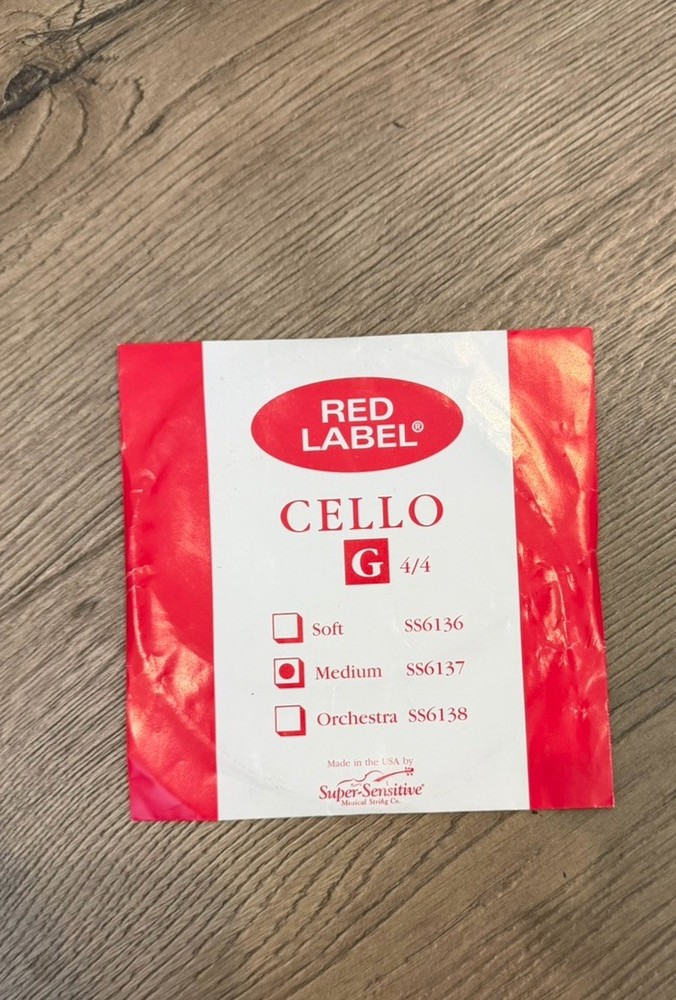 RED
LABEL®
CELLO
G 4/4
Soft SS6136
Medium SS6137
Orchestra SS6138
Made in the USA by
Super-Sensitive®
Musical String Co.